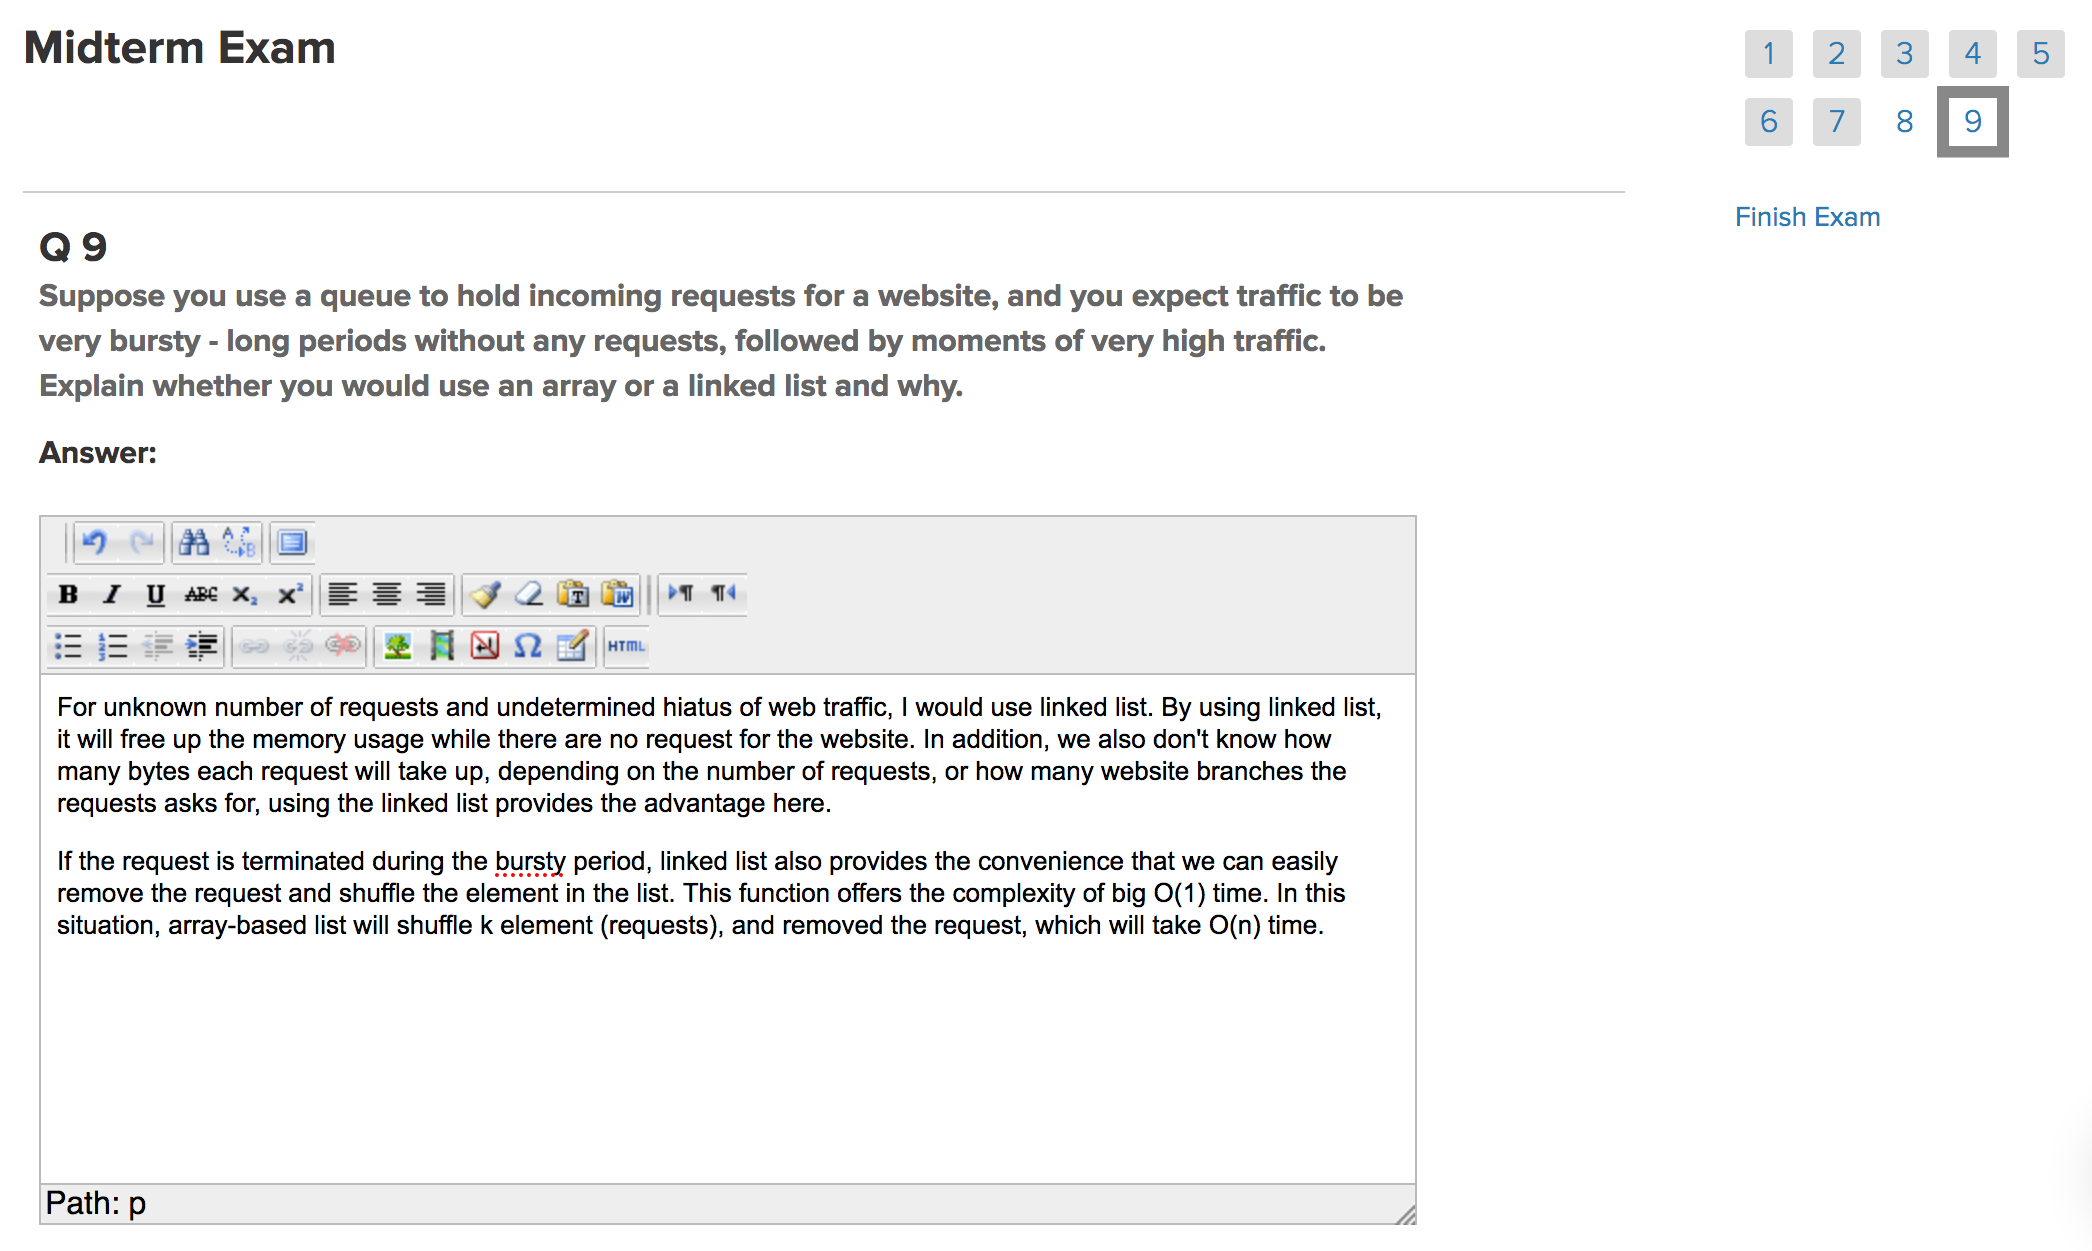 Midterm Exam
1 2 3 4 5
6 7 8 9
Finish Exam
Q 9
Suppose you use a queue to hold incoming requests for a website, and you expect traffic to be
very bursty - long periods without any requests, followed by moments of very high traffic.
Explain whether you would use an array or a linked list and why.
Answer:
A B
B I U ABC X₂ X²
T W
1 2 3 HTML
For unknown number of requests and undetermined hiatus of web traffic, I would use linked list. By using linked list,
it will free up the memory usage while there are no request for the website. In addition, we also don't know how
many bytes each request will take up, depending on the number of requests, or how many website branches the
requests asks for, using the linked list provides the advantage here.
If the request is terminated during the bursty period, linked list also provides the convenience that we can easily
remove the request and shuffle the element in the list. This function offers the complexity of big O(1) time. In this
situation, array-based list will shuffle k element (requests), and removed the request, which will take O(n) time.
Path: p